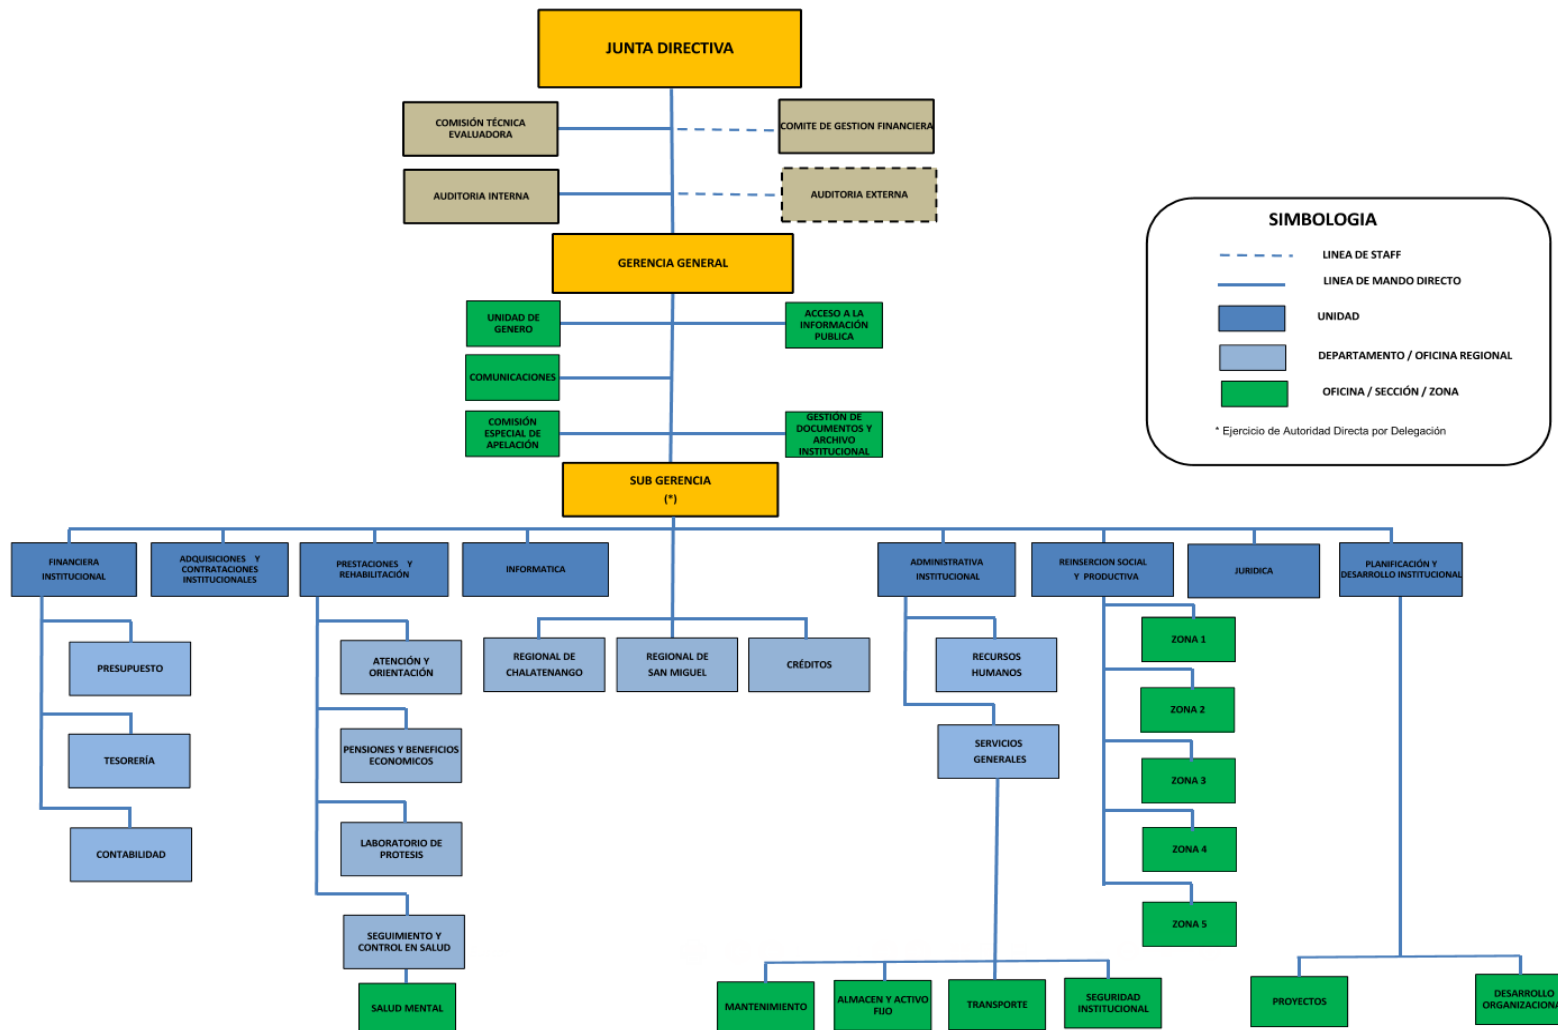 JUNTA DIRECTIVA
COMISIÓN TÉCNICA
EVALUADORA
COMITE DE GESTION FINANCIERA
AUDITORIA INTERNA
AUDITORIA EXTERNA
GERENCIA GENERAL
UNIDAD DE
GENERO
ACCESO A LA
INFORMACIÓN
PUBLICA
COMUNICACIONES
COMISIÓN
ESPECIAL DE
APELACIÓN
GESTIÓN DE
DOCUMENTOS Y
ARCHIVO
INSTITUCIONAL
SUB GERENCIA
(*)
SIMBOLOGIA
LINEA DE STAFF
LINEA DE MANDO DIRECTO
UNIDAD
DEPARTAMENTO / OFICINA REGIONAL
OFICINA / SECCIÓN / ZONA
* Ejercicio de Autoridad Directa por Delegación
FINANCIERA
INSTITUCIONAL
ADQUISICIONES Y
CONTRATACIONES
INSTITUCIONALES
PRESTACIONES Y
REHABILITACIÓN
INFORMATICA
ADMINISTRATIVA
INSTITUCIONAL
REINSERCION SOCIAL
Y PRODUCTIVA
JURIDICA
PLANIFICACIÓN Y
DESARROLLO INSTITUCIONAL
PRESUPUESTO
TESORERÍA
CONTABILIDAD
ATENCIÓN Y
ORIENTACIÓN
PENSIONES Y BENEFICIOS
ECONOMICOS
LABORATORIO DE
PROTESIS
SEGUIMIENTO Y
CONTROL EN SALUD
SALUD MENTAL
REGIONAL DE
CHALATENANGO
REGIONAL DE
SAN MIGUEL
CRÉDITOS
RECURSOS
HUMANOS
SERVICIOS
GENERALES
MANTENIMIENTO
ALMACEN Y ACTIVO
FIJO
TRANSPORTE
SEGURIDAD
INSTITUCIONAL
ZONA 1
ZONA 2
ZONA 3
ZONA 4
ZONA 5
PROYECTOS
DESARROLLO
ORGANIZACIONA